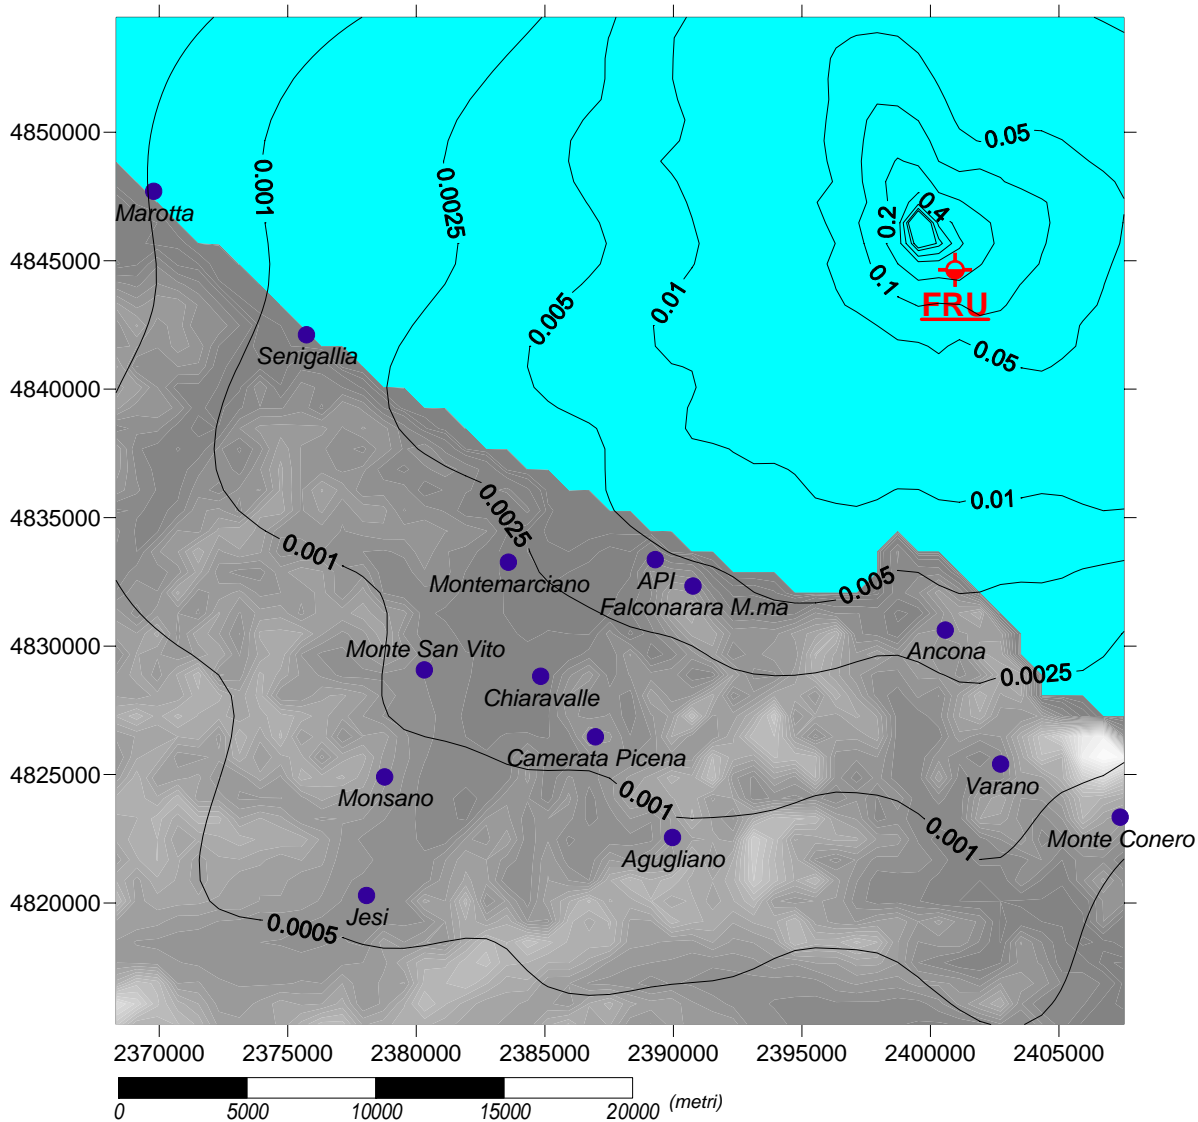 4850000
0.05
0.001
0.0025
Marotta
0.4
0.2
4845000
0.1
0.01
0.005
FRU
Senigallia
0.05
4840000
4835000
0.0025
0.01
0.001
Montemarciano
API
0.005
Falconarara M.ma
4830000
Monte San Vito
Ancona
0.0025
Chiaravalle
Camerata Picena
4825000
Monsano
0.001
Varano
0.001
Monte Conero
Agugliano
4820000
Jesi
0.0005
2370000 2375000 2380000 2385000 2390000 2395000 2400000 2405000
0 5000 10000 15000 20000 (metri)